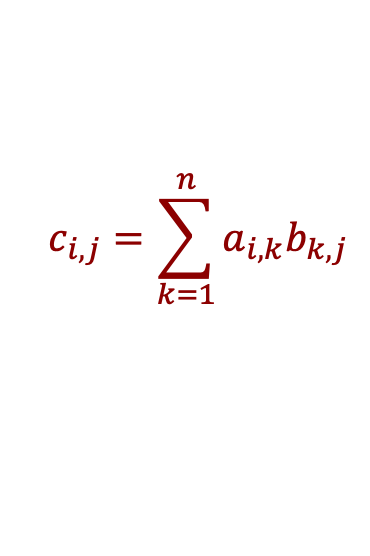 c_{i,j} = \sum_{k=1}^{n} a_{i,k} b_{k,j}